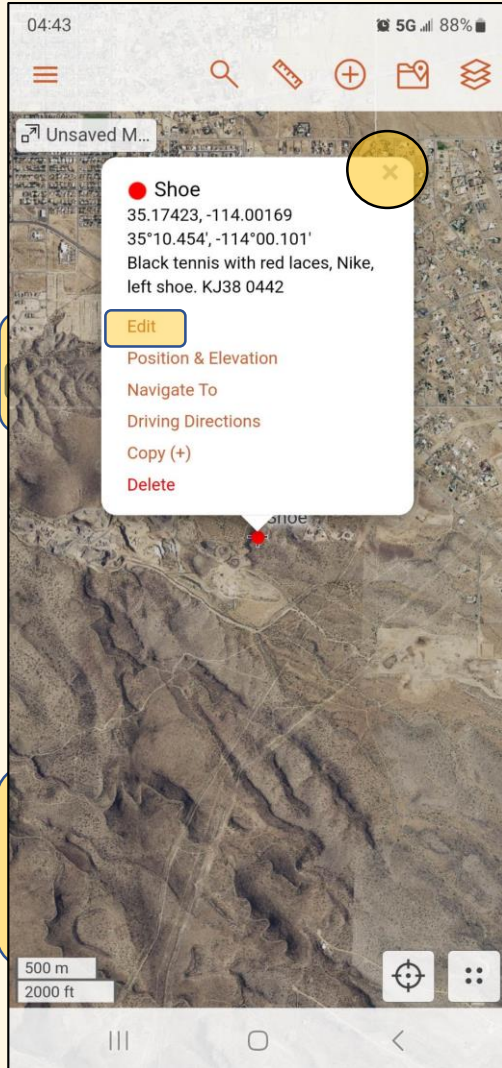 04:43
5G 88%
Unsaved M...
Shoe
35.17423, -114.00169
35°10.454', -114°00.101'
Black tennis with red laces, Nike,
left shoe. KJ38 0442
Edit
Position & Elevation
Navigate To
Driving Directions
Copy (+)
Delete
Shoe
500 m
2000 ft